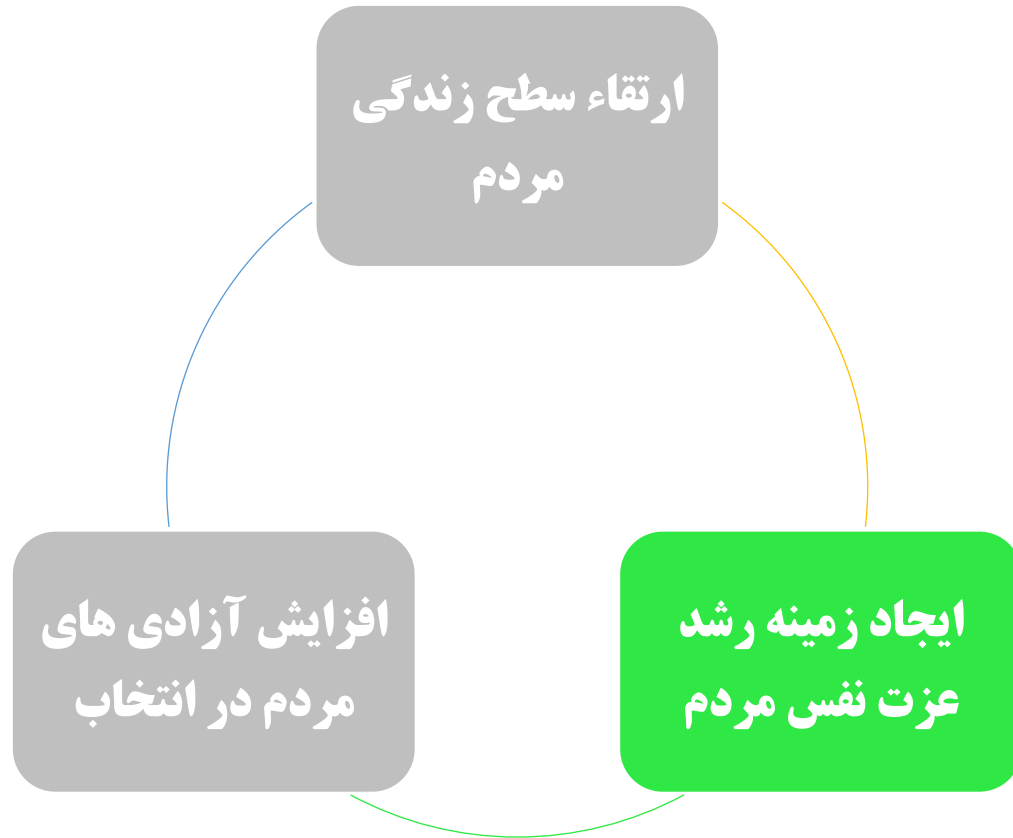 ارتقاء سطح زندگی
مردم
ایجاد زمینه رشد
عزت نفس مردم
افزایش آزادی های
مردم در انتخاب